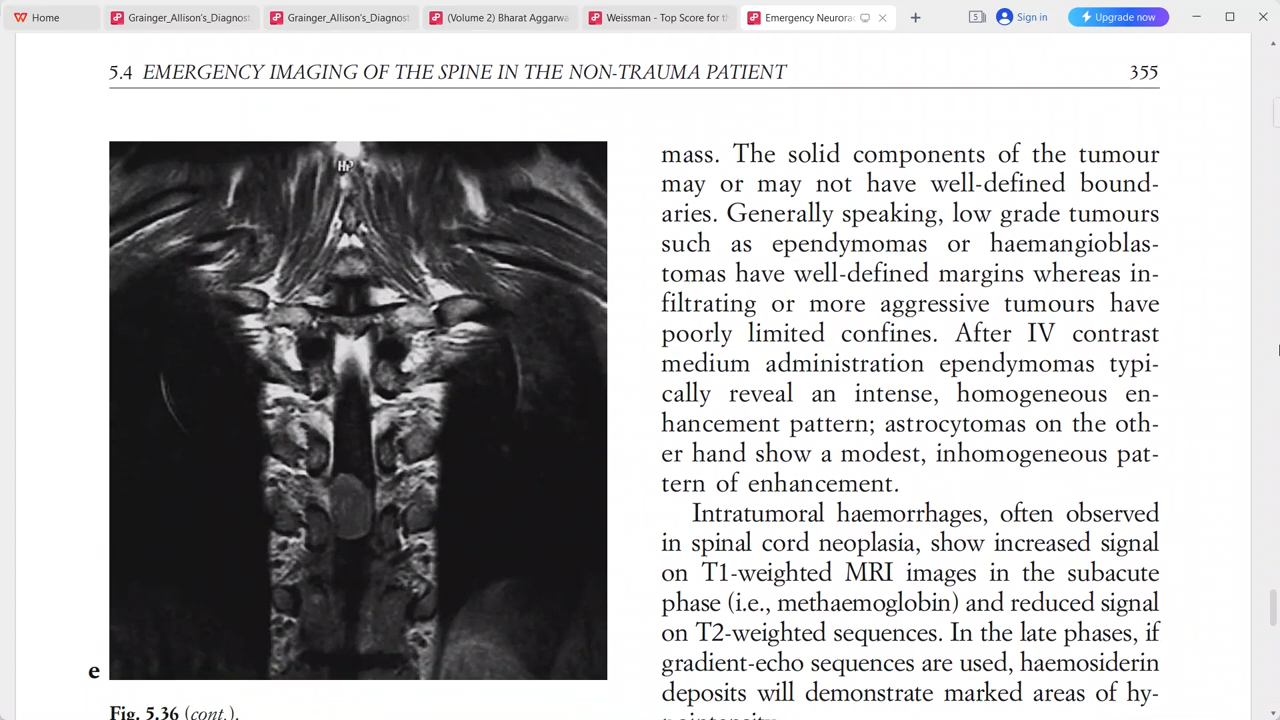 Home
Grainger_Allison's_Diagnost
Grainger_Allison's_Diagnost
(Volume 2) Bharat Aggarwa
Weissman - Top Score for th
Emergency Neurorad
5
Sign in
Upgrade now
5.4 EMERGENCY IMAGING OF THE SPINE IN THE NON-TRAUMA PATIENT
355
HP
e
Fig. 5.36 (cont.).
mass. The solid components of the tumour
may or may not have well-defined bound-
aries. Generally speaking, low grade tumours
such as ependymomas or haemangioblas-
tomas have well-defined margins whereas in-
filtrating or more aggressive tumours have
poorly limited confines. After IV contrast
medium administration ependymomas typi-
cally reveal an intense, homogeneous en-
hancement pattern; astrocytomas on the oth-
er hand show a modest, inhomogeneous pat-
tern of enhancement.
Intratumoral haemorrhages, often observed
in spinal cord neoplasia, show increased signal
on T1-weighted MRI images in the subacute
phase (i.e., methaemoglobin) and reduced signal
on T2-weighted sequences. In the late phases, if
gradient-echo sequences are used, haemosiderin
deposits will demonstrate marked areas of hy-